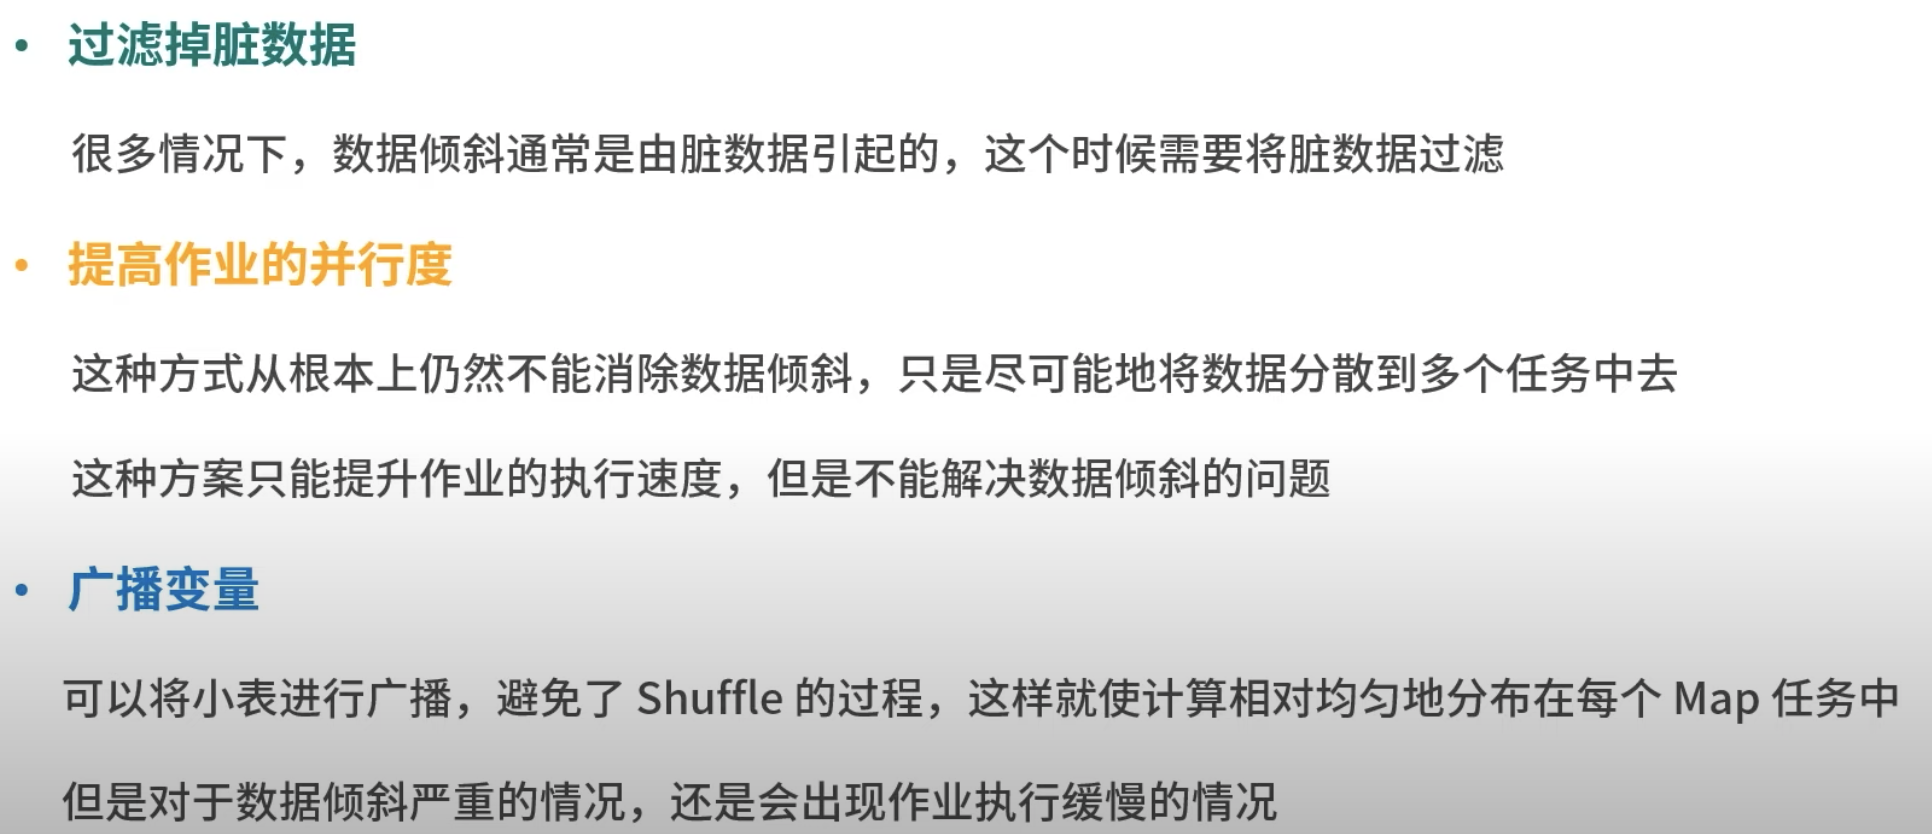 • 过滤掉脏数据
很多情况下，数据倾斜通常是由脏数据引起的，这个时候需要将脏数据过滤
• 提高作业的并行度
这种方式从根本上仍然不能消除数据倾斜，只是尽可能地将数据分散到多个任务中去
这种方案只能提升作业的执行速度，但是不能解决数据倾斜的问题
• 广播变量
可以将小表进行广播，避免了 Shuffle 的过程，这样就使计算相对均匀地分布在每个 Map 任务中
但是对于数据倾斜严重的情况，还是会出现作业执行缓慢的情况